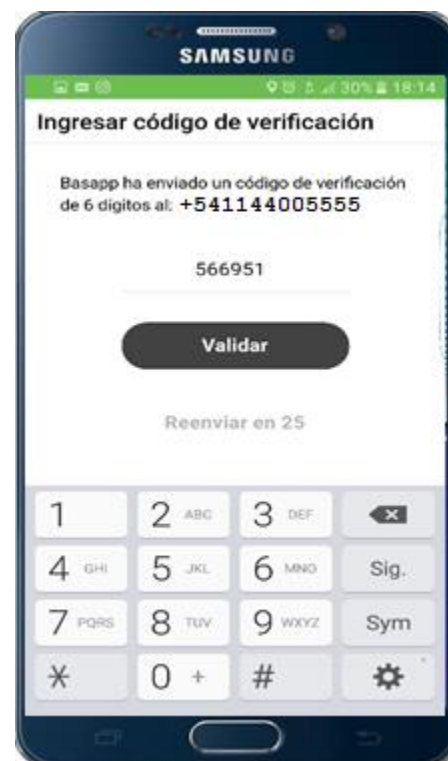 SAMSUNG
30% 18:14
Ingresar código de verificación
Basapp ha enviado un código de verificación
de 6 digitos al: +541144005555
566951
Validar
Reenviar en 25
1 2 ABC 3 DEF
4 GHI 5 JKL 6 MNO Sig.
7 PQRS 8 TUV 9 WXYZ Sym
* 0 + #